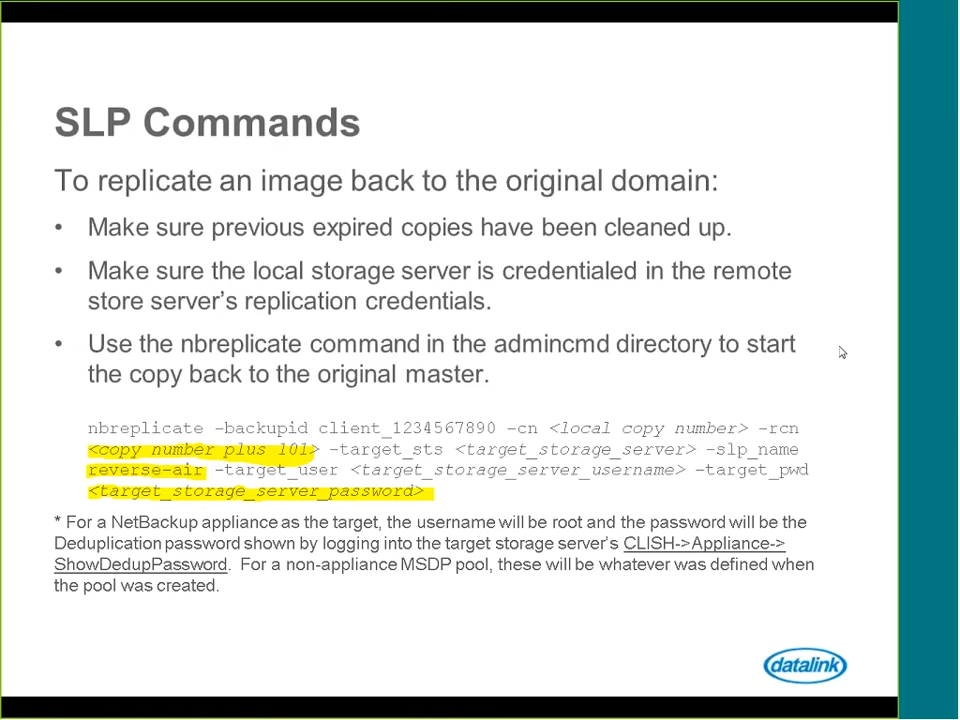 SLP Commands
To replicate an image back to the original domain:
• Make sure previous expired copies have been cleaned up.
• Make sure the local storage server is credentialed in the remote
store server's replication credentials.
• Use the nbreplicate command in the admincmd directory to start
the copy back to the original master.
nbreplicate –backupid client_1234567890 –cn <local copy number> –rcn
<copy number plus 101> –target_sts <target_storage_server> –slp_name
reverse-air –target_user <target_storage_server_username> –target_pwd
<target_storage_server_password>
* For a NetBackup appliance as the target, the username will be root and the password will be the
Deduplication password shown by logging into the target storage server's CLISH->Appliance->
ShowDedupPassword. For a non-appliance MSDP pool, these will be whatever was defined when
the pool was created.
datalink